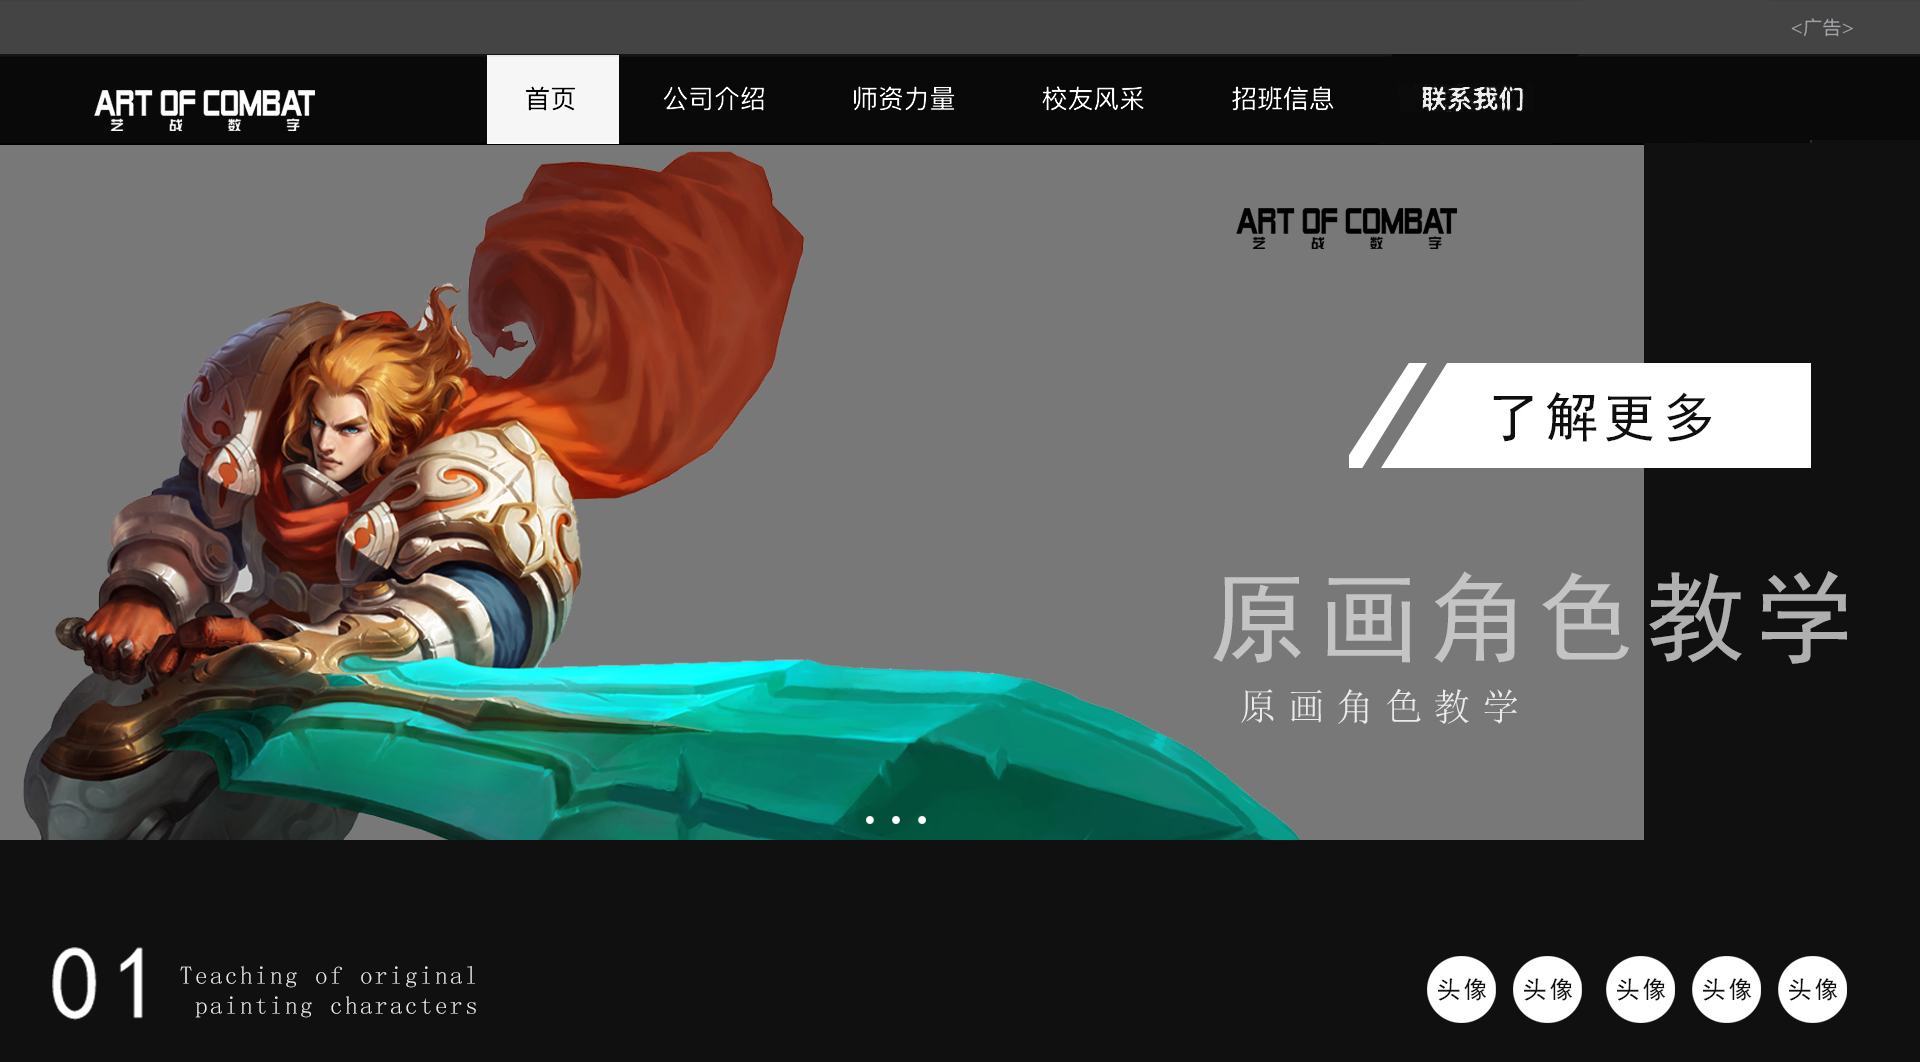 <广告>
ART OF COMBAT
艺 战 数 字
首页 公司介绍 师资力量 校友风采 招班信息 联系我们
ART OF COMBAT
艺 战 数 字
了解更多
原画角色教学
原画角色教学
01
Teaching of original
painting characters
头像 头像 头像 头像 头像